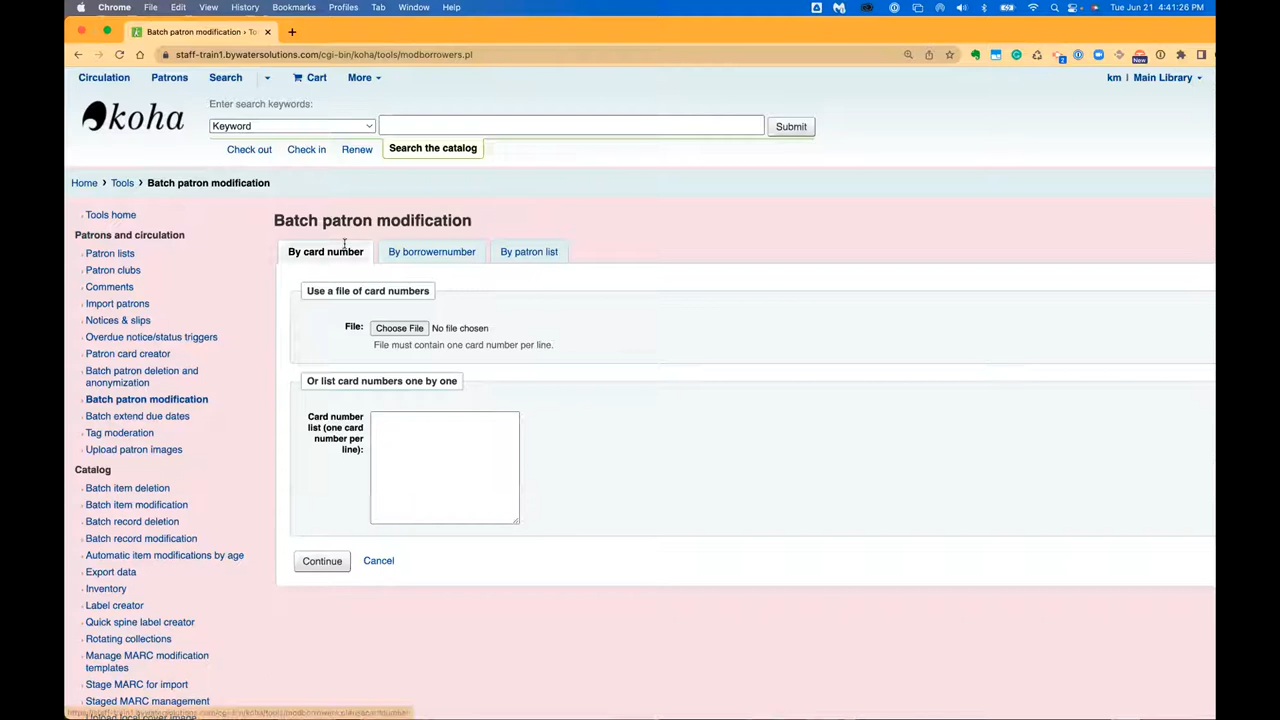 Chrome File Edit View History Bookmarks Profiles Tab Window Help Tue Jun 21 4:41:26 PM
Batch patron modification › To
staff-train1.bywatersolutions.com/cgi-bin/koha/tools/modborrowers.pl
New
Circulation Patrons Search Cart More km | Main Library
koha
Enter search keywords:
Keyword Submit
Check out Check in Renew Search the catalog
Home › Tools › Batch patron modification
Tools home
Patrons and circulation
Patron lists
Patron clubs
Comments
Import patrons
Notices & slips
Overdue notice/status triggers
Patron card creator
Batch patron deletion and
anonymization
Batch patron modification
Batch extend due dates
Tag moderation
Upload patron images
Catalog
Batch item deletion
Batch item modification
Batch record deletion
Batch record modification
Automatic item modifications by age
Export data
Inventory
Label creator
Quick spine label creator
Rotating collections
Manage MARC modification
templates
Stage MARC for import
Staged MARC management
Upload local cover image
Batch patron modification
By card number By borrowernumber By patron list
Use a file of card numbers
File: Choose File No file chosen
File must contain one card number per line.
Or list card numbers one by one
Card number
list (one card
number per
line):
Continue Cancel